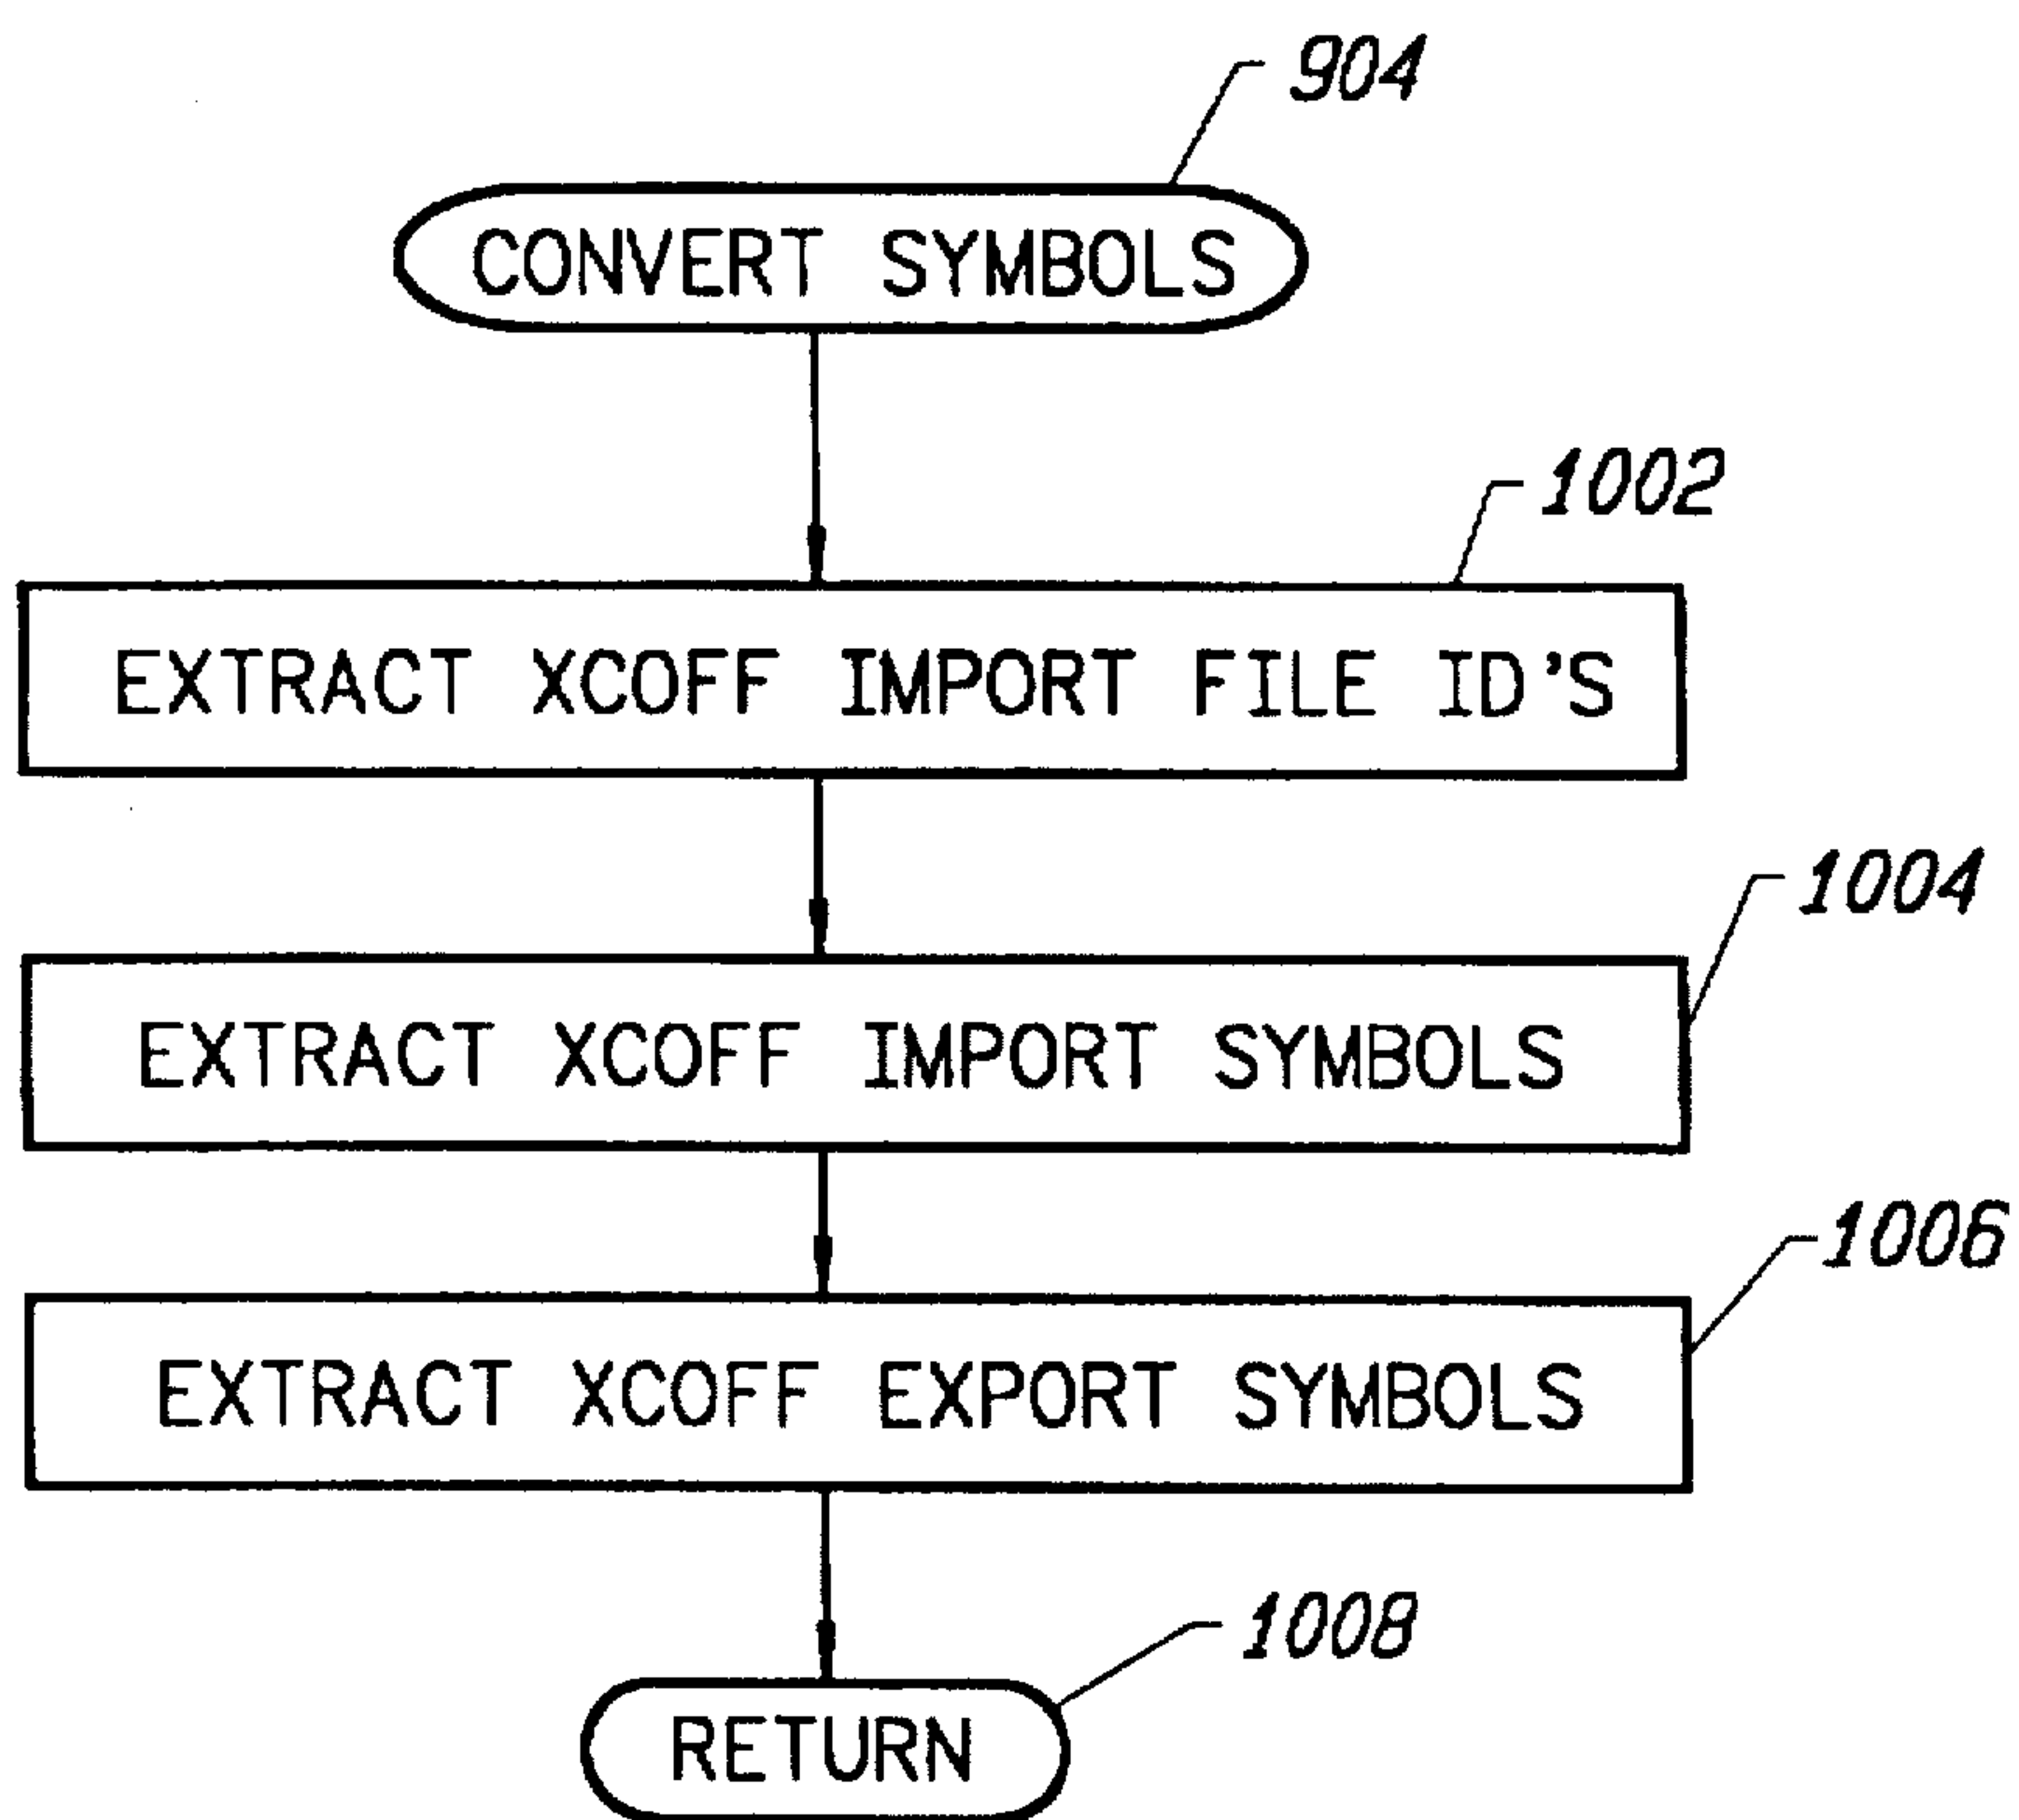 904
CONVERT SYMBOLS
1002
EXTRACT XCOFF IMPORT FILE ID'S
1004
EXTRACT XCOFF IMPORT SYMBOLS
1006
EXTRACT XCOFF EXPORT SYMBOLS
1008
RETURN